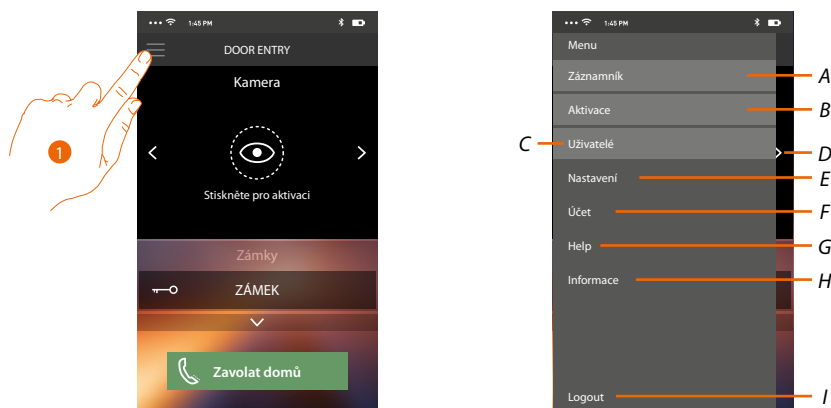 1:45 PM
DOOR ENTRY
Kamera
Stiskněte pro aktivaci
Zámky
ZÁMEK
Zavolat domů
1
1:45 PM
Menu
Záznamník
A
Aktivace
B
C
Uživatelé
D
Nastavení
E
Účet
F
Help
G
Informace
H
Logout
I